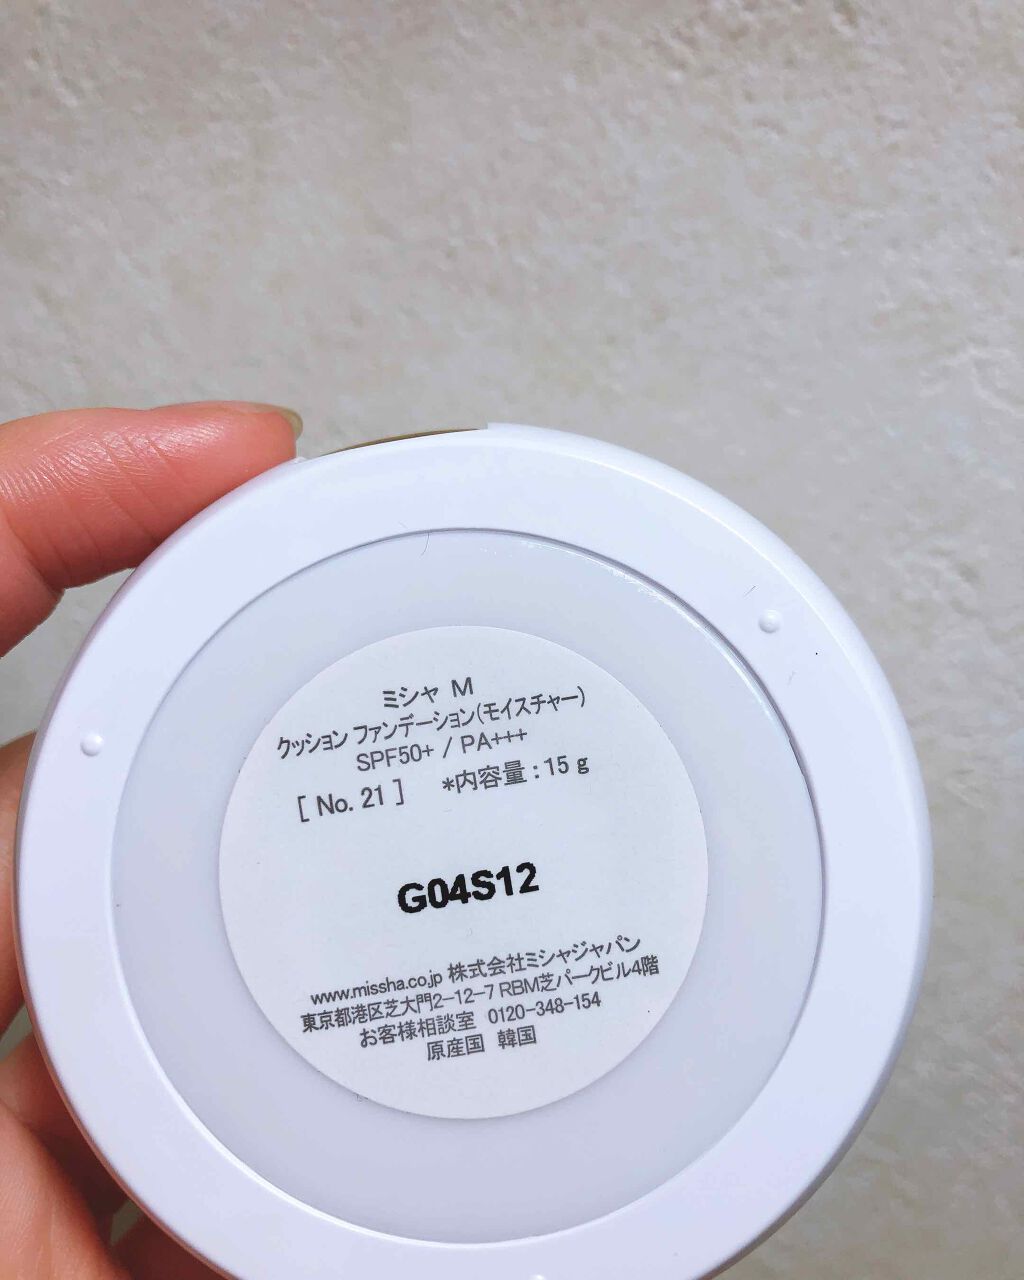 ミシャ M
クッション ファンデーション(モイスチャー)
SPF50+ / PA+++
[ No. 21 ] *内容量 : 15 g
G04S12
www.missha.co.jp 株式会社ミシャジャパン
東京都港区芝大門2-12-7 RBM芝パークビル4階
お客様相談室 0120-348-154
原産国 韓国